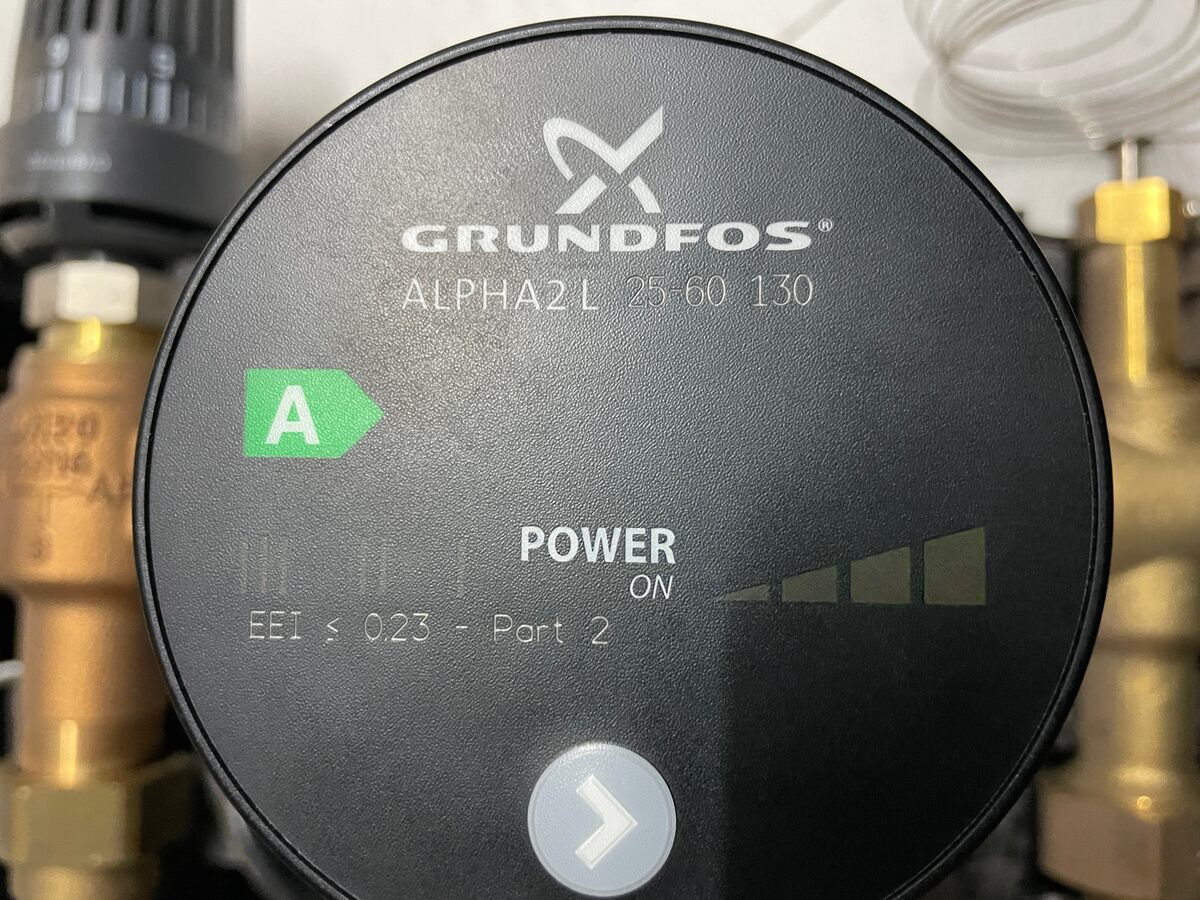 GRUNDFOS®
ALPHA2 L 25-60 130
A
POWER
ON
EEI ≤ 0.23 - Part 2